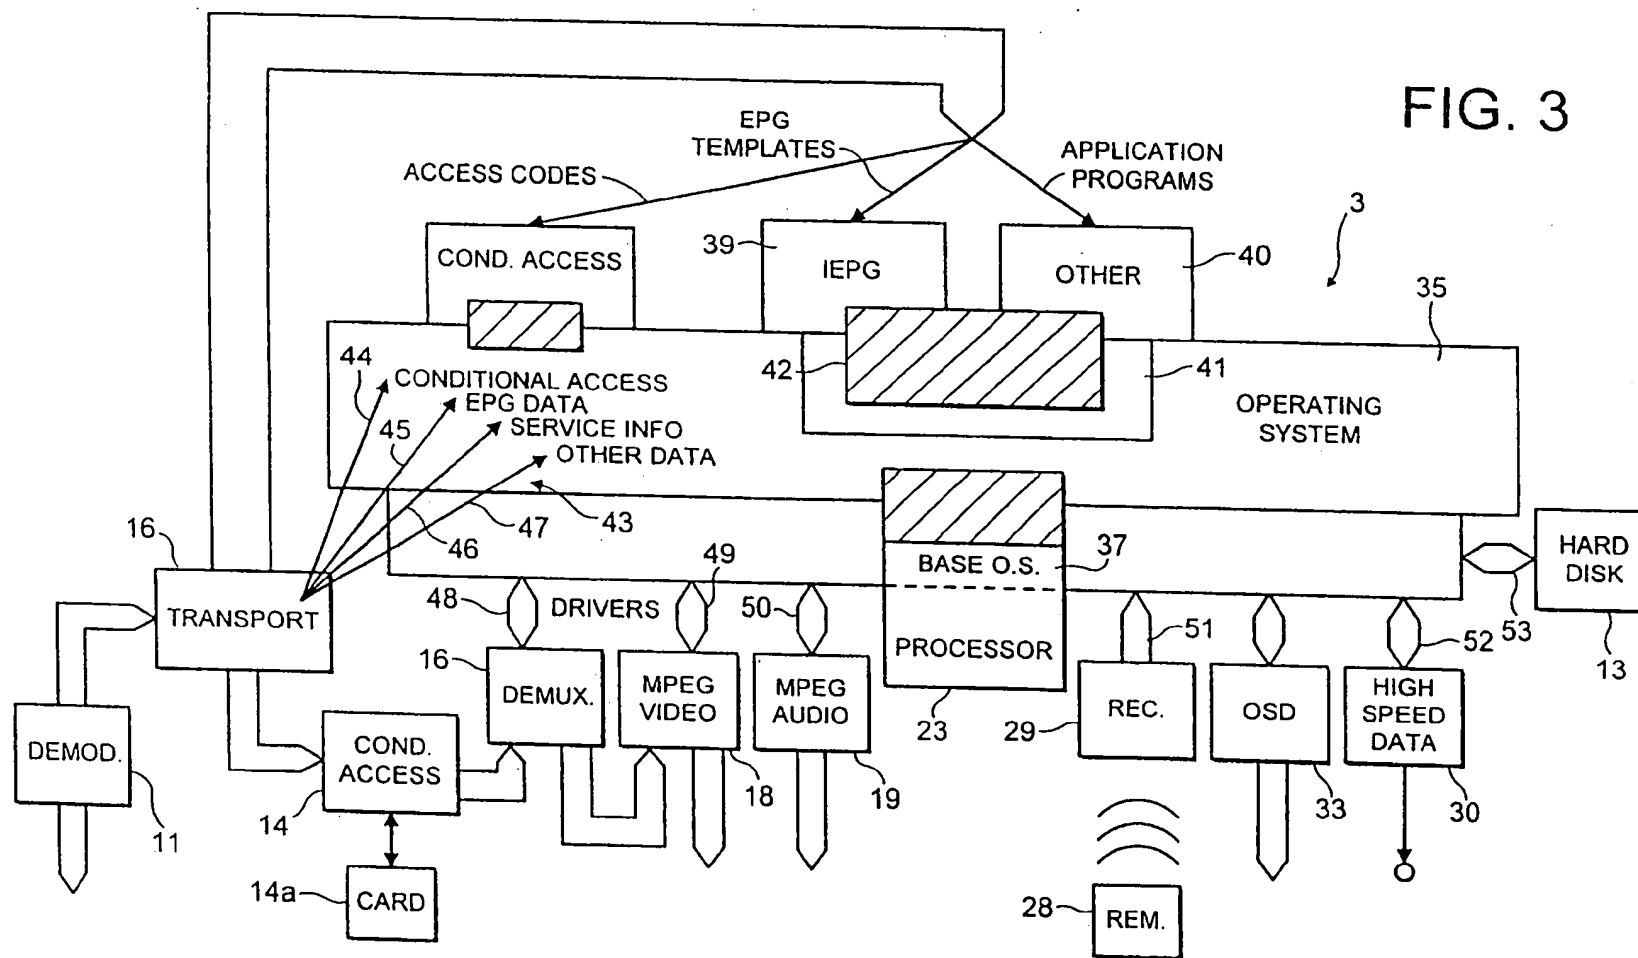 FIG. 3
EPG
TEMPLATES
APPLICATION
PROGRAMS
ACCESS CODES
3
COND. ACCESS
39
IEPG
OTHER
40
35
44
CONDITIONAL ACCESS
EPG DATA
SERVICE INFO
OTHER DATA
45
42
41
OPERATING
SYSTEM
16
46
47
43
TRANSPORT
48
DRIVERS
49
50
BASE O.S.
37
PROCESSOR
51
52
53
HARD
DISK
13
DEMOD.
11
COND.
ACCESS
14
16
DEMUX.
MPEG
VIDEO
18
MPEG
AUDIO
19
23
29
REC.
OSD
33
HIGH
SPEED
DATA
30
14a
CARD
28
REM.